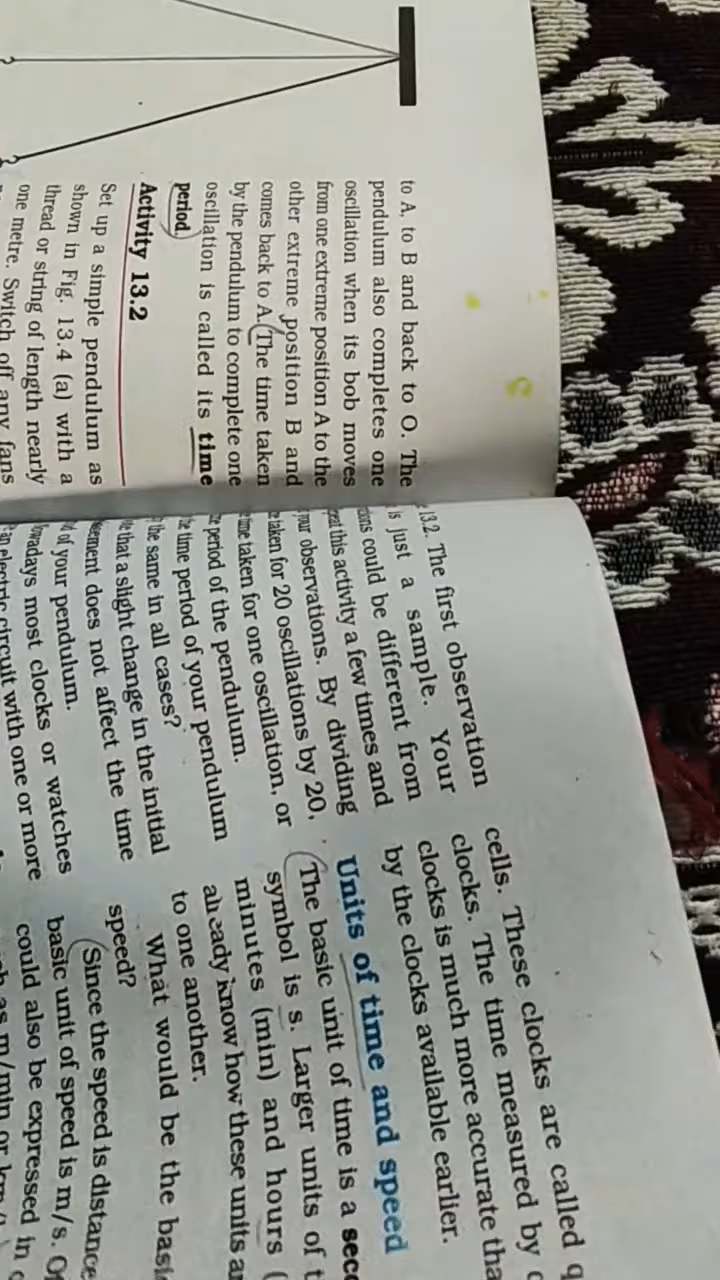 to A, to B and back to O. The
pendulum also completes one
oscillation when its bob moves
from one extreme position A to the
other extreme position B and
comes back to A. (The time taken
by the pendulum to complete one
oscillation is called its time
period.
Activity 13.2
Set up a simple pendulum as
shown in Fig. 13.4 (a) with a
thread or string of length nearly
one metre. Switch off any fans
13.2. The first observation
is just a sample. Your
could be different from
this activity a few times and
observations. By dividing
taken for 20 oscillations by 20,
taken for one oscillation, or
period of the pendulum.
time period of your pendulum
the same in all cases?
that a slight change in the initial
does not affect the time
of your pendulum.
most clocks or watches
electric circuit with one or more
cells. These clocks are called
clocks. The time measured by
clocks is much more accurate
by the clocks available earlier.
Units of time and speed
(The basic unit of time is a
symbol is s. Larger units of
minutes (min) and hours (
already know how these units
to one another.
What would be the
speed?
(Since the speed is distance
basic unit of speed is m/s.
could also be expressed in
as m/min or